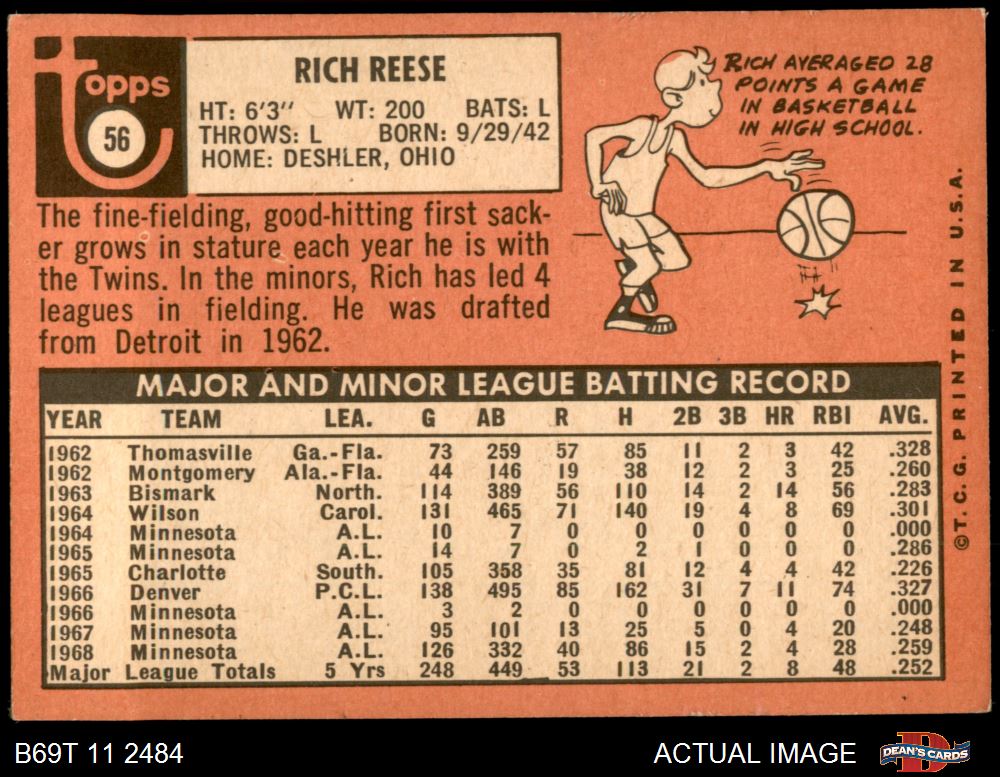 topps
56
RICH REESE
HT: 6'3" WT: 200 BATS: L
THROWS: L BORN: 9/29/42
HOME: DESHLER, OHIO
The fine-fielding, good-hitting first sack-
er grows in stature each year he is with
the Twins. In the minors, Rich has led 4
leagues in fielding. He was drafted
from Detroit in 1962.
RICH AVERAGED 28
POINTS A GAME
IN BASKETBALL
IN HIGH SCHOOL.
MAJOR AND MINOR LEAGUE BATTING RECORD
YEAR TEAM LEA. G AB R H 2B 3B HR RBI AVG.
1962 Thomasville Ga.-Fla. 73 259 57 85 11 2 3 42 .328
1962 Montgomery Ala.-Fla. 44 146 19 38 12 2 3 25 .260
1963 Bismark North. 114 389 56 110 14 2 14 56 .283
1964 Wilson Carol. 131 465 71 140 19 4 8 69 .301
1964 Minnesota A.L. 10 7 0 0 0 0 0 0 .000
1965 Minnesota A.L. 14 7 0 2 1 0 0 0 .286
1965 Charlotte South. 105 358 35 81 12 4 4 42 .226
1966 Denver P.C.L. 138 495 85 162 31 7 11 74 .327
1966 Minnesota A.L. 3 2 0 0 0 0 0 0 .000
1967 Minnesota A.L. 95 101 13 25 5 0 4 20 .248
1968 Minnesota A.L. 126 332 40 86 15 2 4 28 .259
Major League Totals 5 Yrs 248 449 53 113 21 2 8 48 .252
©T. C. G. PRINTED IN U.S.A.
B69T 11 2484
ACTUAL IMAGE
D
DEAN'S CARDS